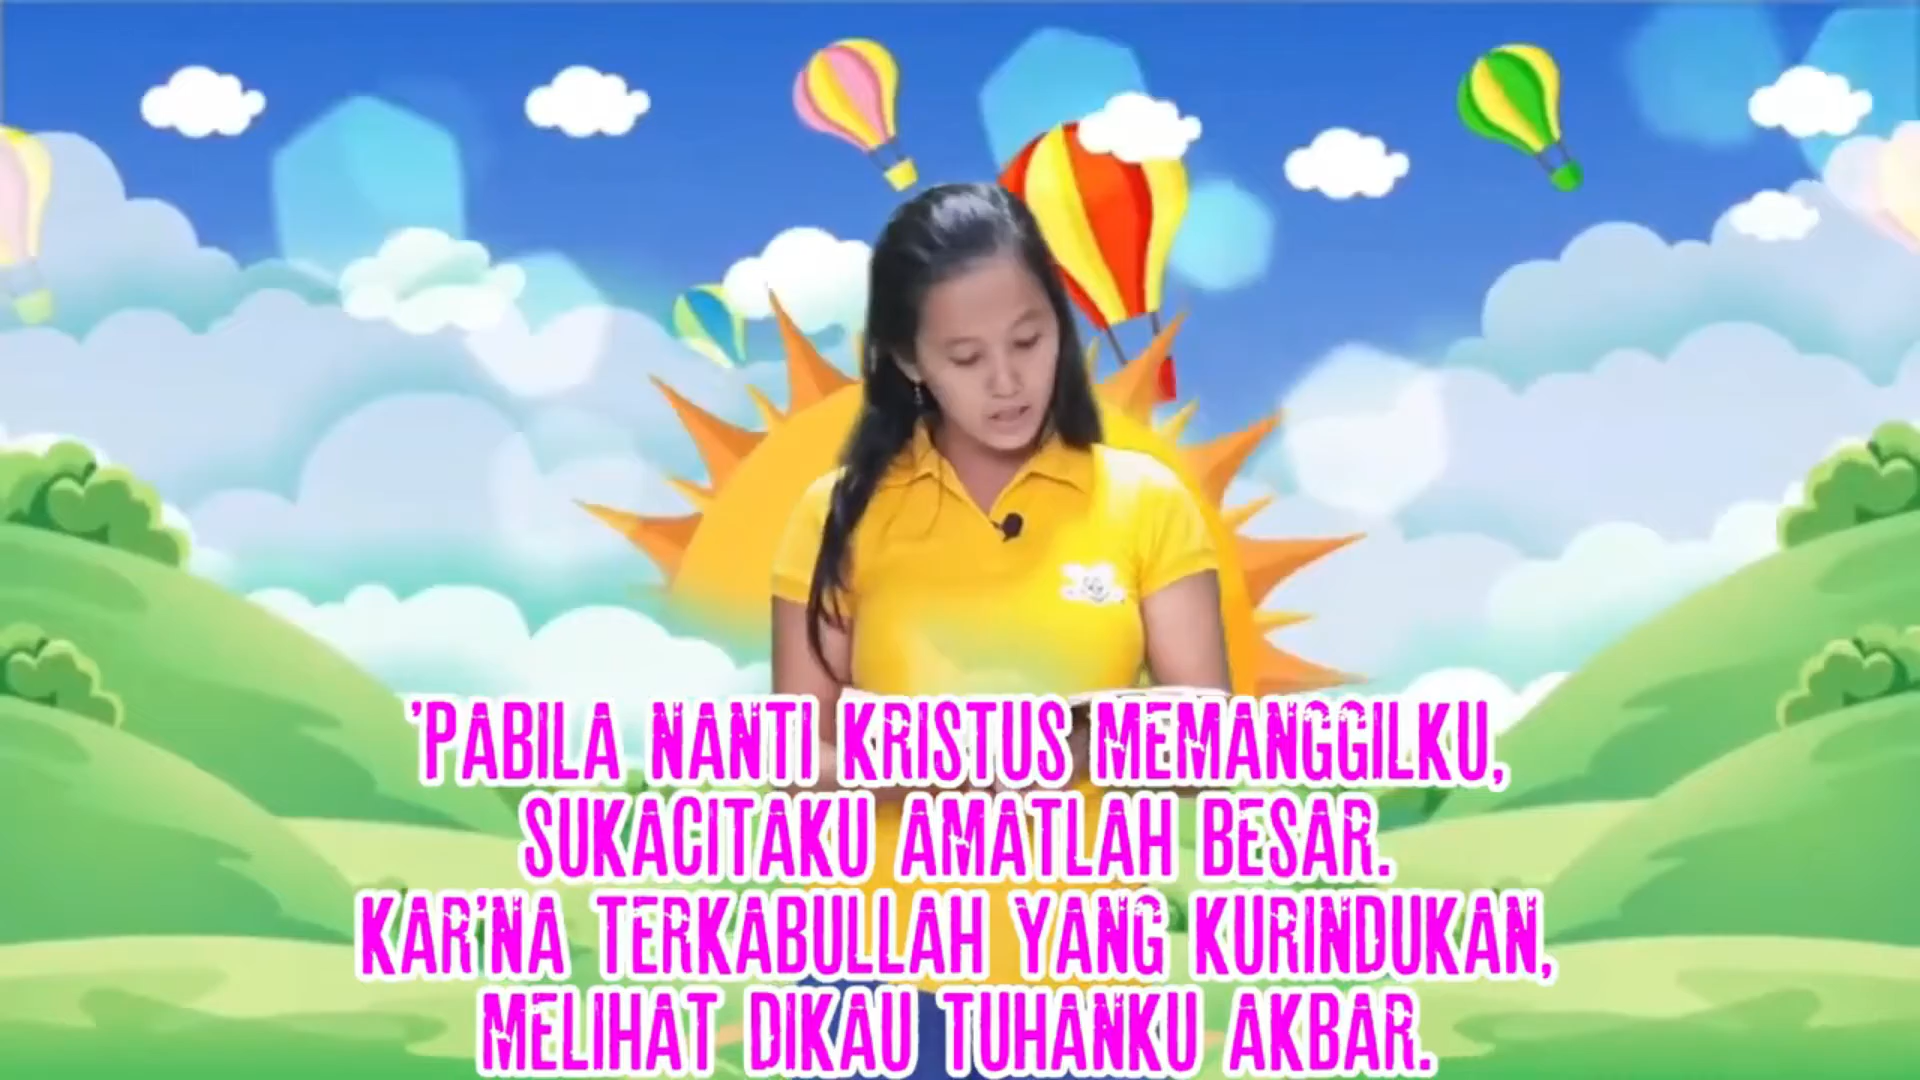 'PABILA NANTI KRISTUS MEMANGGILKU,
SUKACITAKU AMATLAH BESAR.
KAR'NA TERKABULLAH YANG KURINDUKAN,
MELIHAT DIKAU TUHANKU AKBAR.